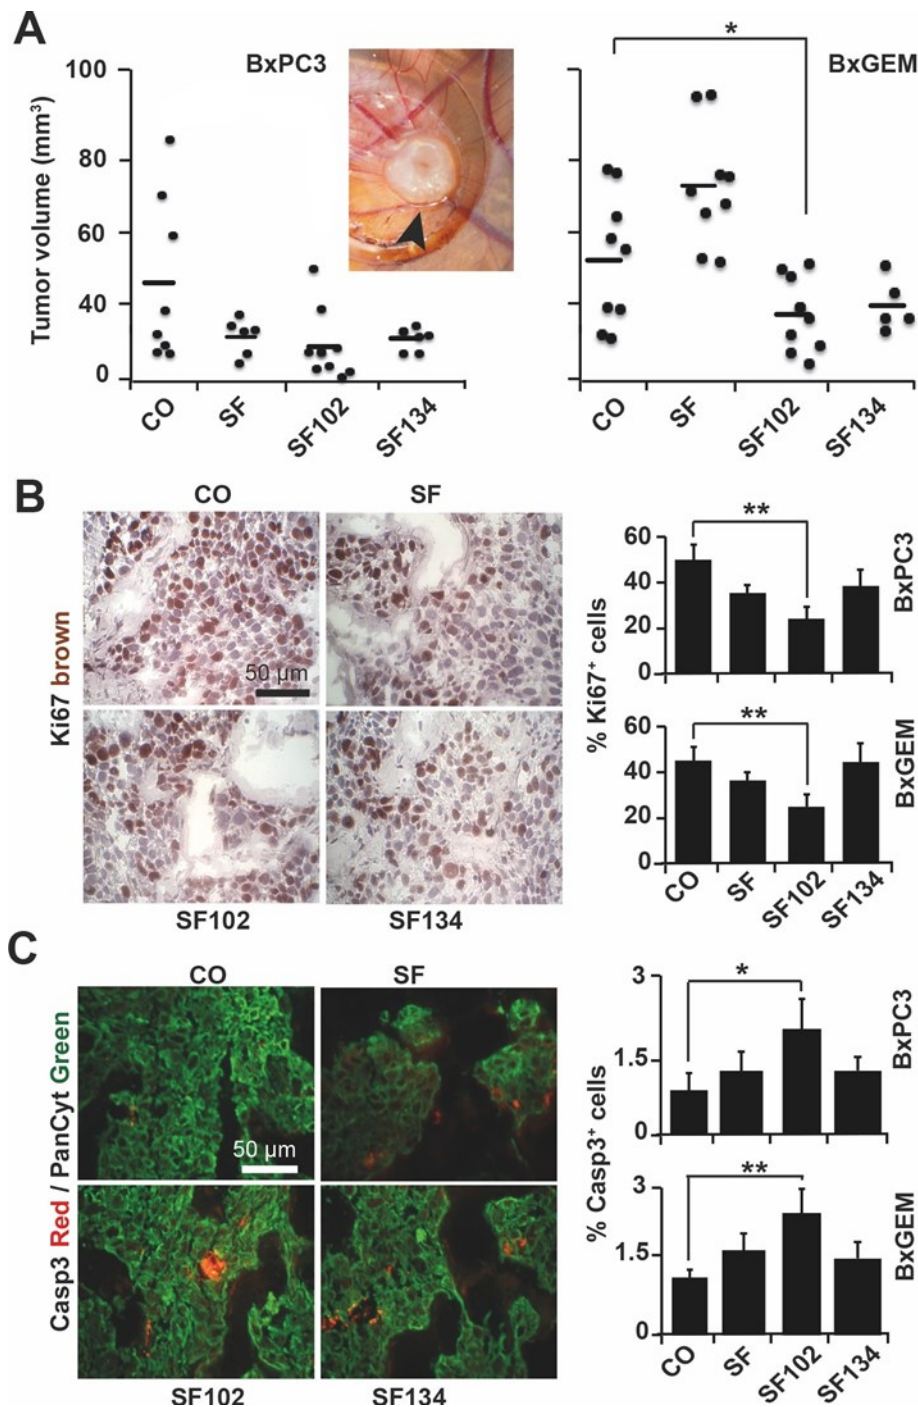 A
BxPC3
BxGEM
*
Tumor volume (mm³)
100
80
60
40
0
CO
SF
SF102
SF134
CO
SF
SF102
SF134
B
CO
SF
Ki67 brown
50 µm
SF102
SF134
% Ki67⁺ cells
**
60
40
20
0
BxPC3
**
60
40
20
0
BxGEM
CO
SF
SF102
SF134
C
CO
SF
Casp3 Red / PanCyt Green
50 µm
SF102
SF134
% Casp3⁺ cells
*
3
1.5
0
BxPC3
**
3
1.5
0
BxGEM
CO
SF
SF102
SF134